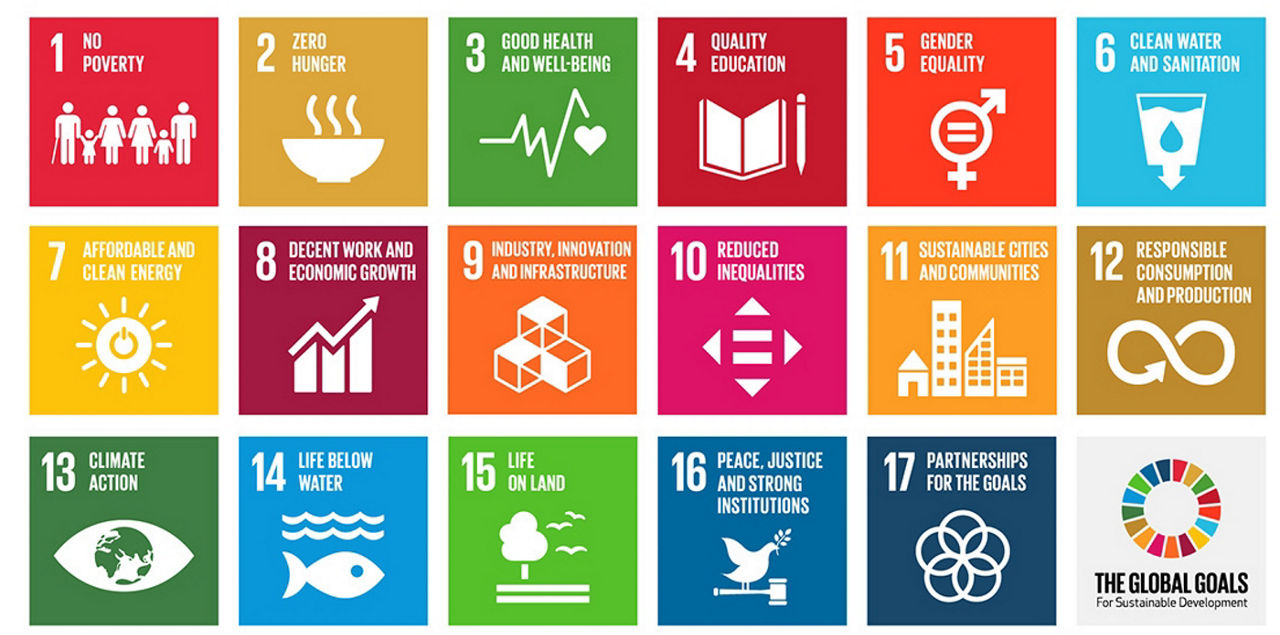 1 NO
POVERTY
2 ZERO
HUNGER
3 GOOD HEALTH
AND WELL-BEING
4 QUALITY
EDUCATION
5 GENDER
EQUALITY
6 CLEAN WATER
AND SANITATION
7 AFFORDABLE AND
CLEAN ENERGY
8 DECENT WORK AND
ECONOMIC GROWTH
9 INDUSTRY, INNOVATION
AND INFRASTRUCTURE
10 REDUCED
INEQUALITIES
11 SUSTAINABLE CITIES
AND COMMUNITIES
12 RESPONSIBLE
CONSUMPTION
AND PRODUCTION
13 CLIMATE
ACTION
14 LIFE BELOW
WATER
15 LIFE
ON LAND
16 PEACE, JUSTICE
AND STRONG
INSTITUTIONS
17 PARTNERSHIPS
FOR THE GOALS
THE GLOBAL GOALS
For Sustainable Development